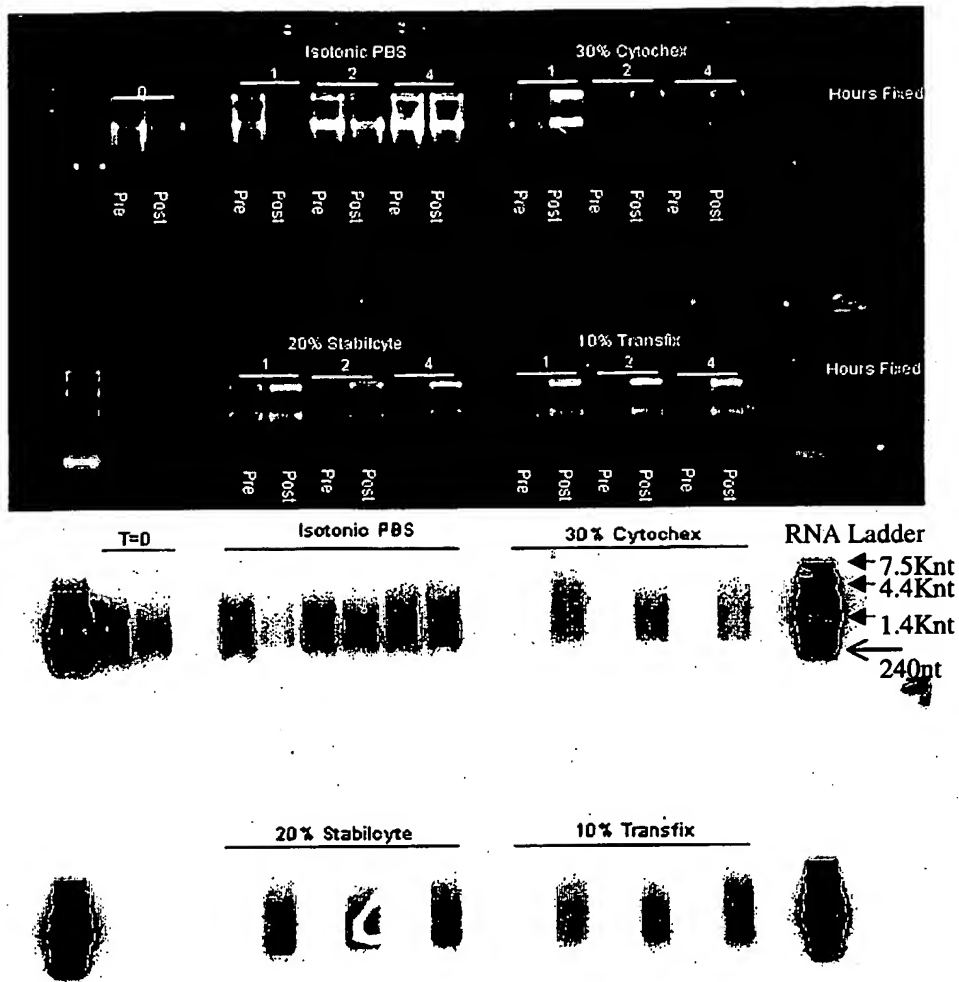 Isotonic PBS
30% Cytochex
0
1
2
4
1
2
4
Hours Fixed
Pre
Post
Pre
Post
Pre
Post
Pre
Post
Pre
Post
Pre
Post
Pre
Post
20% Stabilcyte
10% Transfix
1
2
4
1
2
4
Hours Fixed
Pre
Post
Pre
Post
Pre
Post
Pre
Post
Pre
Post
T=0
Isotonic PBS
30% Cytochex
RNA Ladder
7.5Knt
4.4Knt
1.4Knt
240nt
20% Stabilcyte
10% Transfix